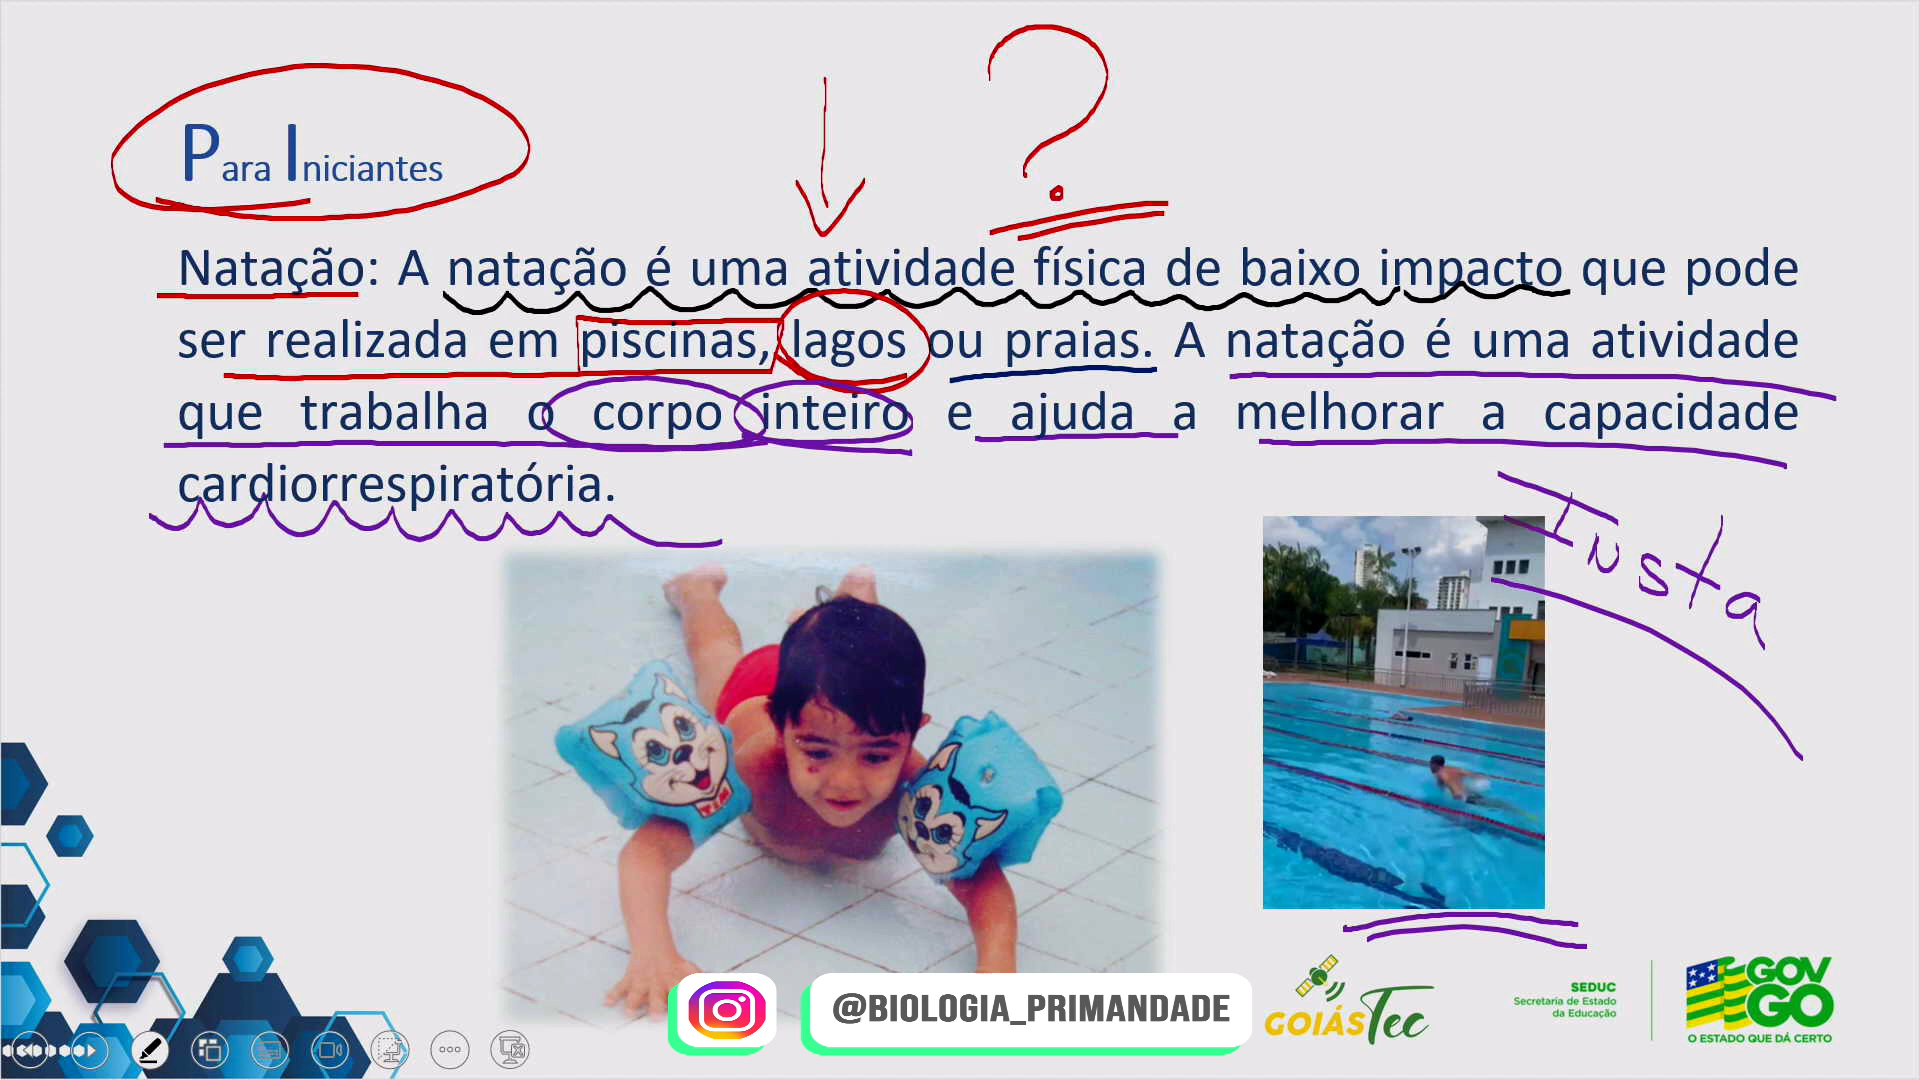 Para Iniciantes
?
Natação: A natação é uma atividade física de baixo impacto que pode
ser realizada em piscinas, lagos ou praias. A natação é uma atividade
que trabalha o corpo inteiro e ajuda a melhorar a capacidade
cardiorrespiratória.
Insta
@BIOLOGIA_PRIMANDADE
GOIÁSTec
SEDUC
Secretaria de Estado
da Educação
GOV
GO
O ESTADO QUE DÁ CERTO